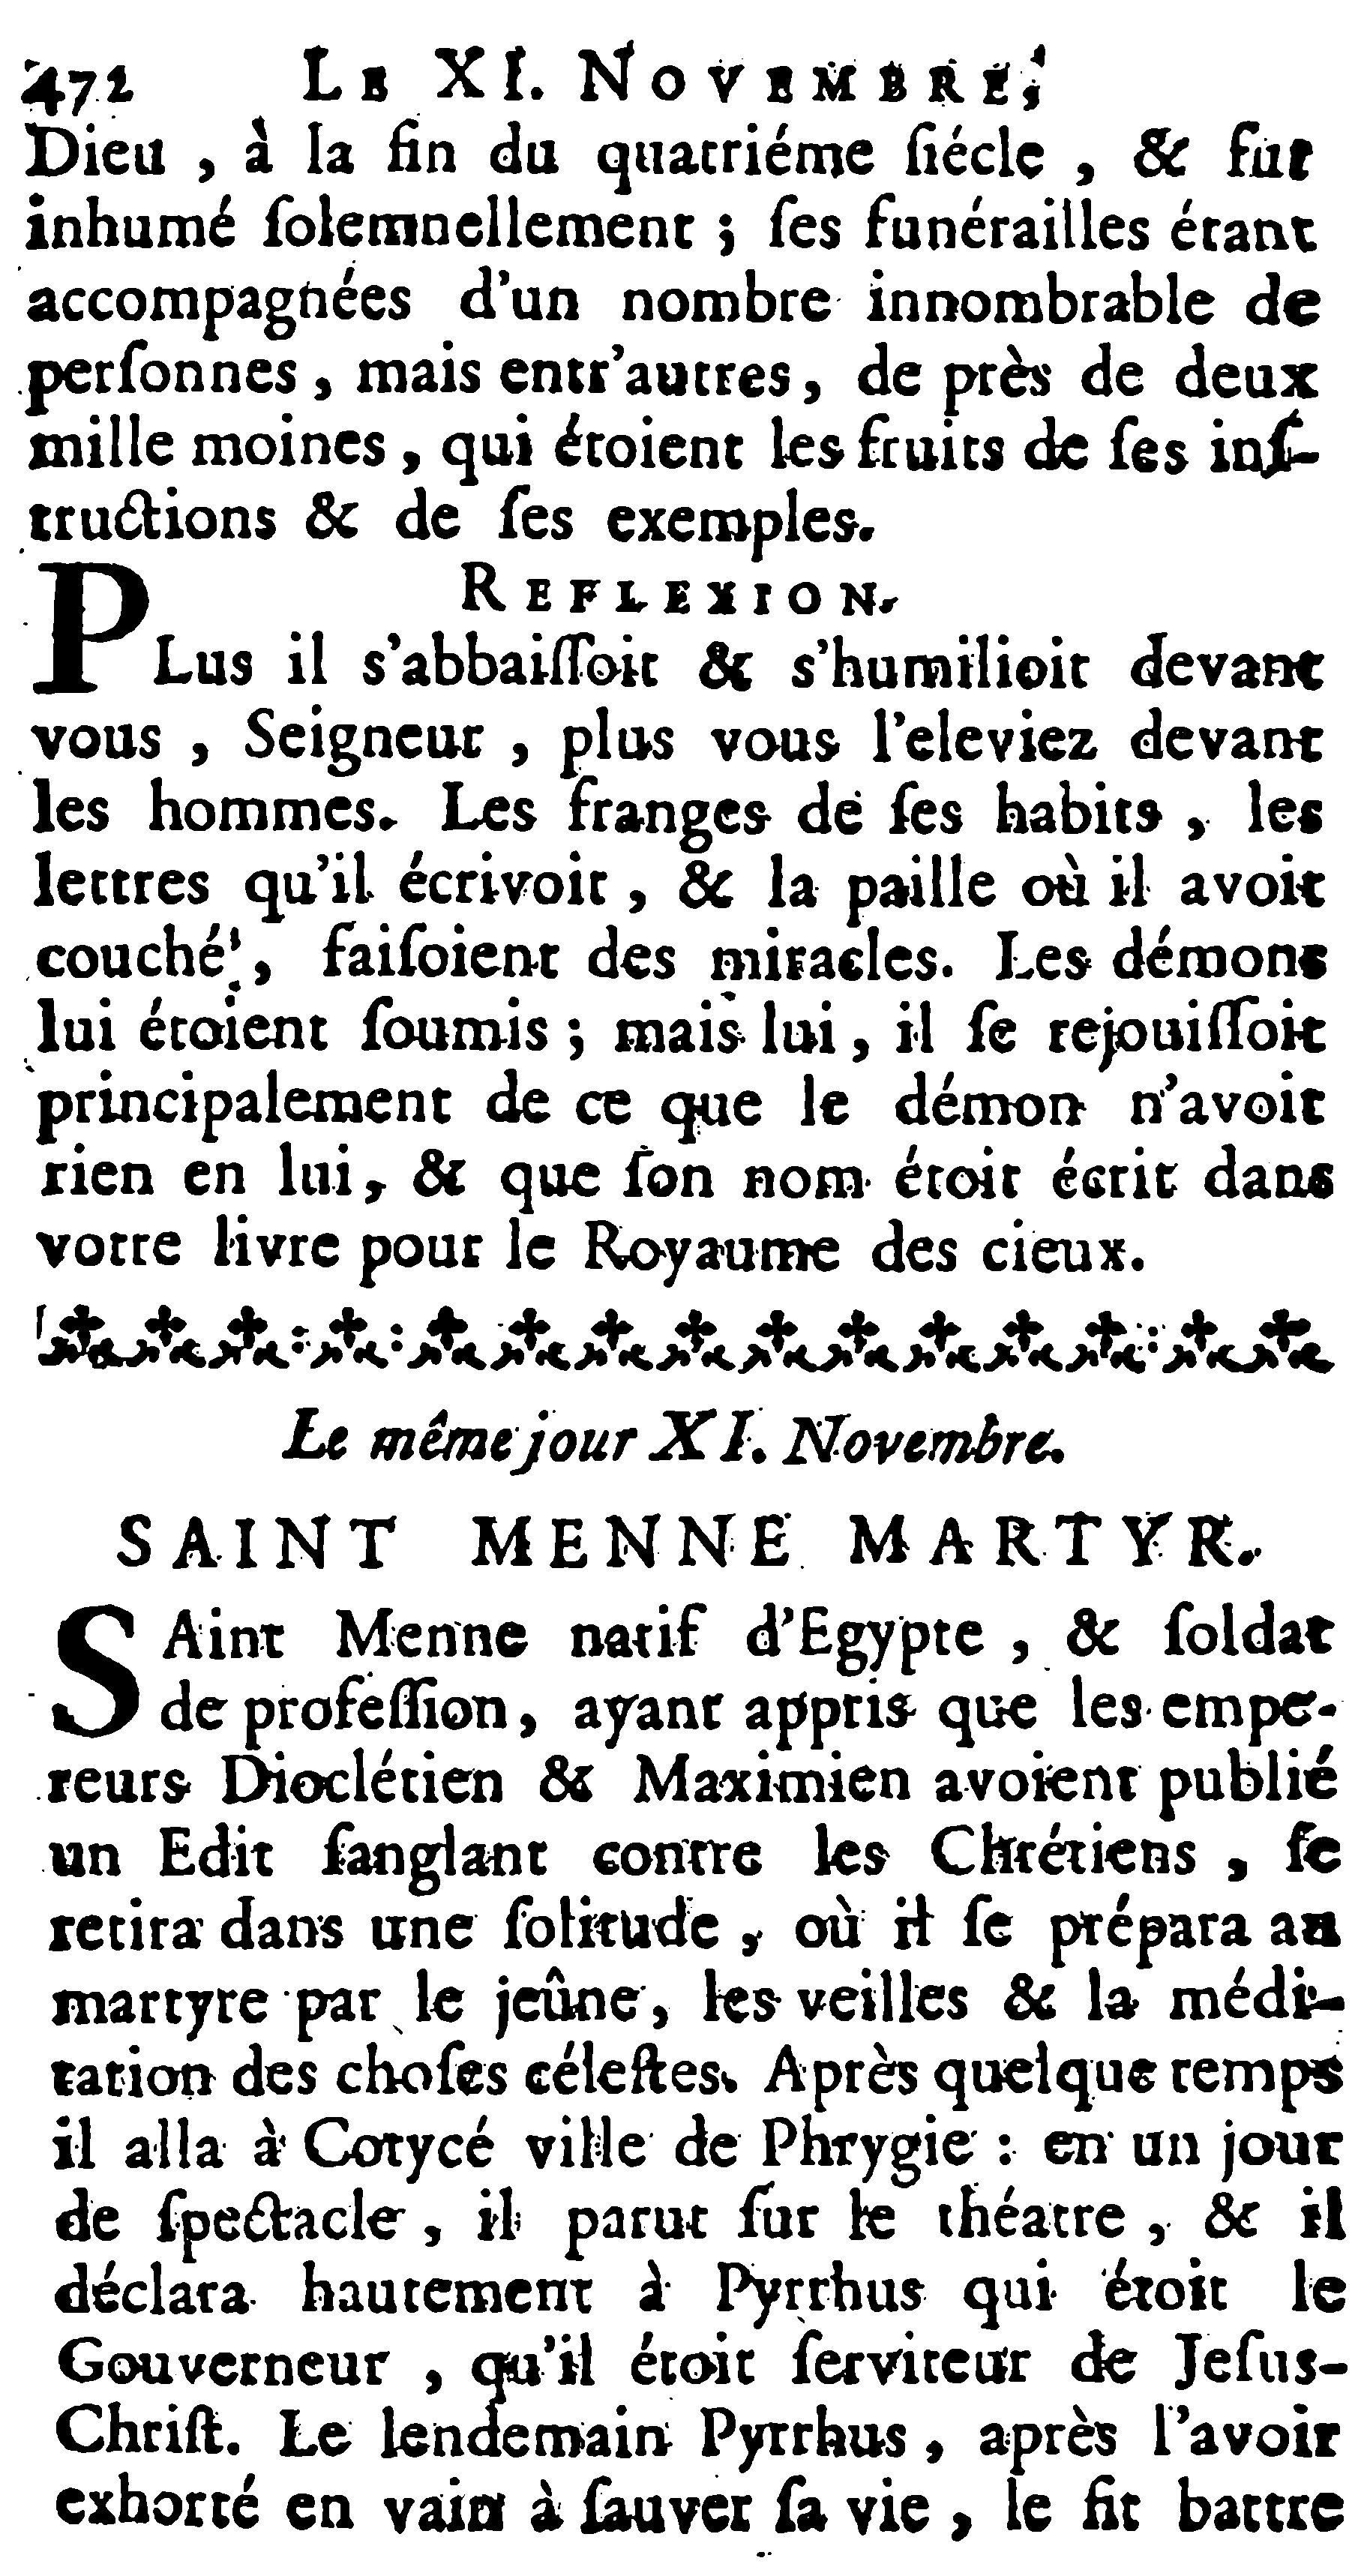 472 LE XI. NOVEMBRE,
Dieu , à la fin du quatriéme ſiécle , & fut
inhumé ſolemnellement ; ſes funérailles étant
accompagnées d'un nombre innombrable de
perſonnes , mais entr'autres, de près de deux
mille moines , qui étoient les fruits de ſes inſ-
tructions & de ſes exemples.
REFLEXION.
PLus il s'abbaiſſoit & s'humilioit devant
vous , Seigneur , plus vous l'eleviez devant
les hommes. Les franges de ſes habits , les
lettres qu'il écrivoit , & la paille où il avoit
couché , faiſoient des miracles. Les démons
lui étoient ſoumis ; mais lui , il ſe rejouiſſoit
principalement de ce que le démon n'avoit
rien en lui, & que ſon nom étoit écrit dans
votre livre pour le Royaume des cieux.
Le même jour XI. Novembre.
SAINT MENNE MARTYR.
SAint Menne natif d'Egypte , & ſoldat
de profeſſion, ayant appris que les empe-
reurs Dioclétien & Maximien avoient publié
un Edit ſanglant contre les Chrétiens , ſe
retira dans une ſolitude , où il ſe prépara au
martyre par le jeûne, les veilles & la médi-
tation des choſes céleſtes. Après quelque temps
il alla à Cotycé ville de Phrygie : en un jour
de ſpectacle , il parut ſur le théatre , & il
déclara hautement à Pyrrhus qui étoit le
Gouverneur , qu'il étoit ſerviteur de Jeſus-
Chriſt. Le lendemain Pyrrhus , après l'avoir
exhorté en vain à ſauver ſa vie , le fit battre